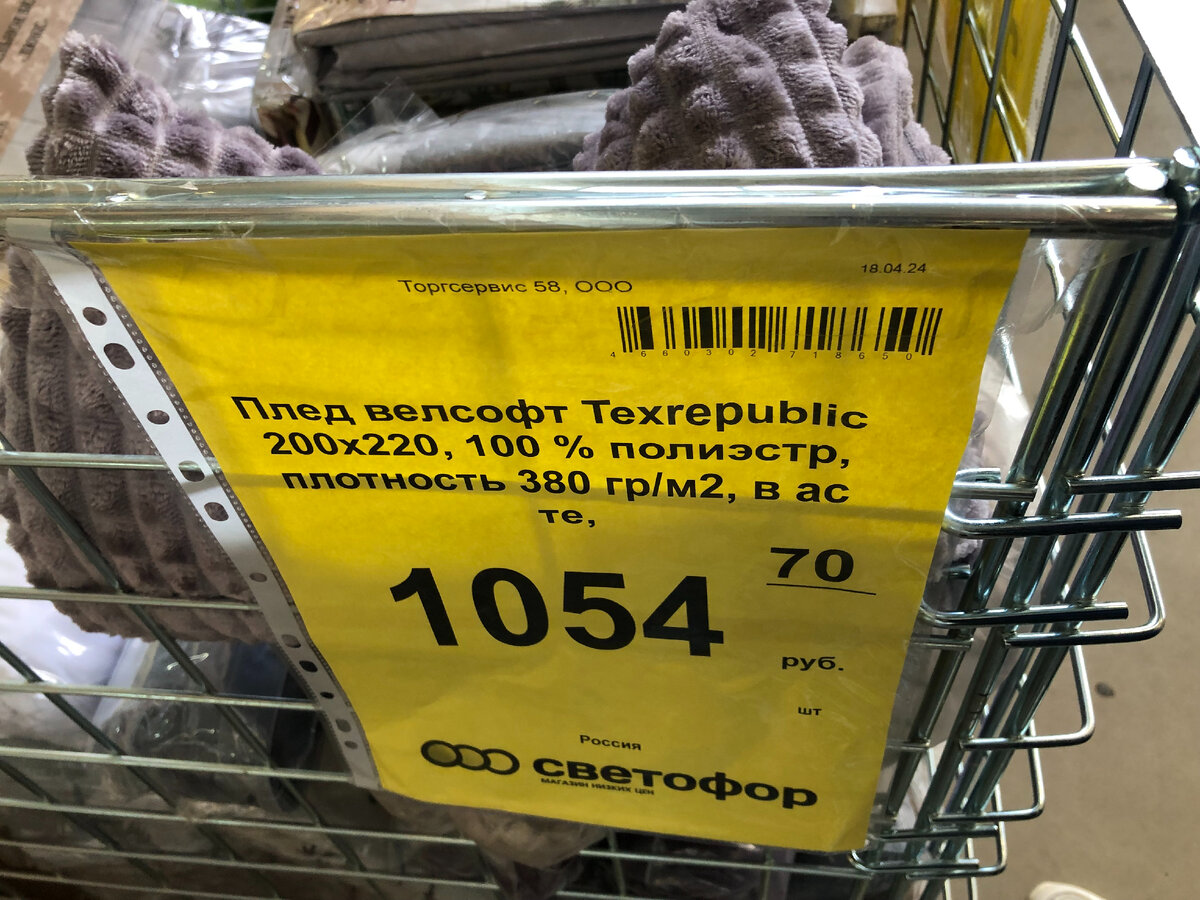 18.04.24
Торгсервис 58, ООО
4660302718650
Плед велсофт Texrepublic
200х220, 100 % полиэстр,
плотность 380 гр/м2, в ас
те,
1054 70
руб.
шт
Россия
светофор
МАГАЗИН НИЗКИХ ЦЕН